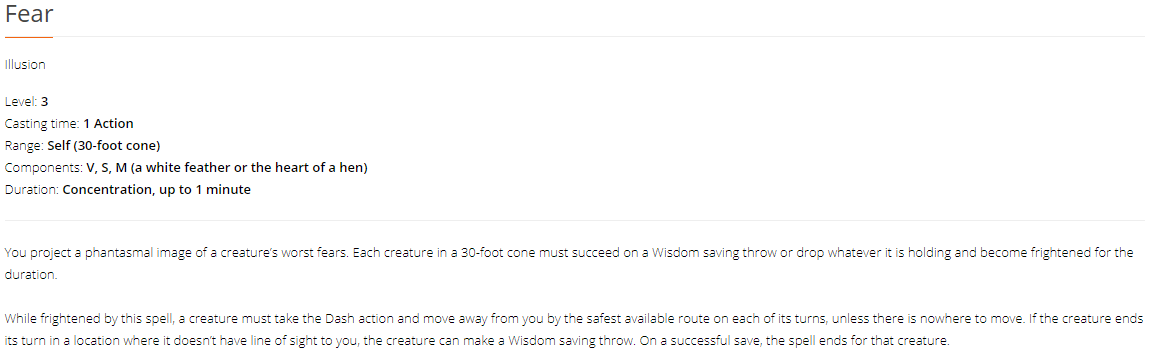 Fear
Illusion
Level: 3
Casting time: 1 Action
Range: Self (30-foot cone)
Components: V, S, M (a white feather or the heart of a hen)
Duration: Concentration, up to 1 minute
You project a phantasmal image of a creature's worst fears. Each creature in a 30-foot cone must succeed on a Wisdom saving throw or drop whatever it is holding and become frightened for the
duration.
While frightened by this spell, a creature must take the Dash action and move away from you by the safest available route on each of its turns, unless there is nowhere to move. If the creature ends
its turn in a location where it doesn't have line of sight to you, the creature can make a Wisdom saving throw. On a successful save, the spell ends for that creature.